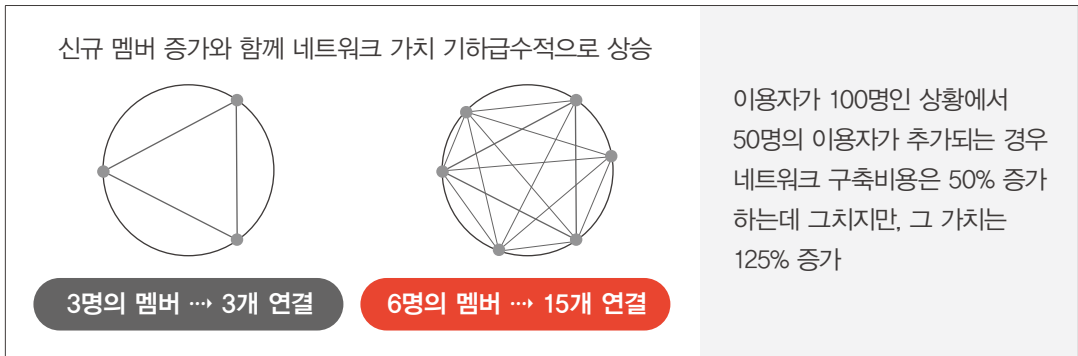 신규 멤버 증가와 함께 네트워크 가치 기하급수적으로 상승
3명의 멤버 ···→ 3개 연결
6명의 멤버 ···→ 15개 연결
이용자가 100명인 상황에서
50명의 이용자가 추가되는 경우
네트워크 구축비용은 50% 증가
하는데 그치지만, 그 가치는
125% 증가